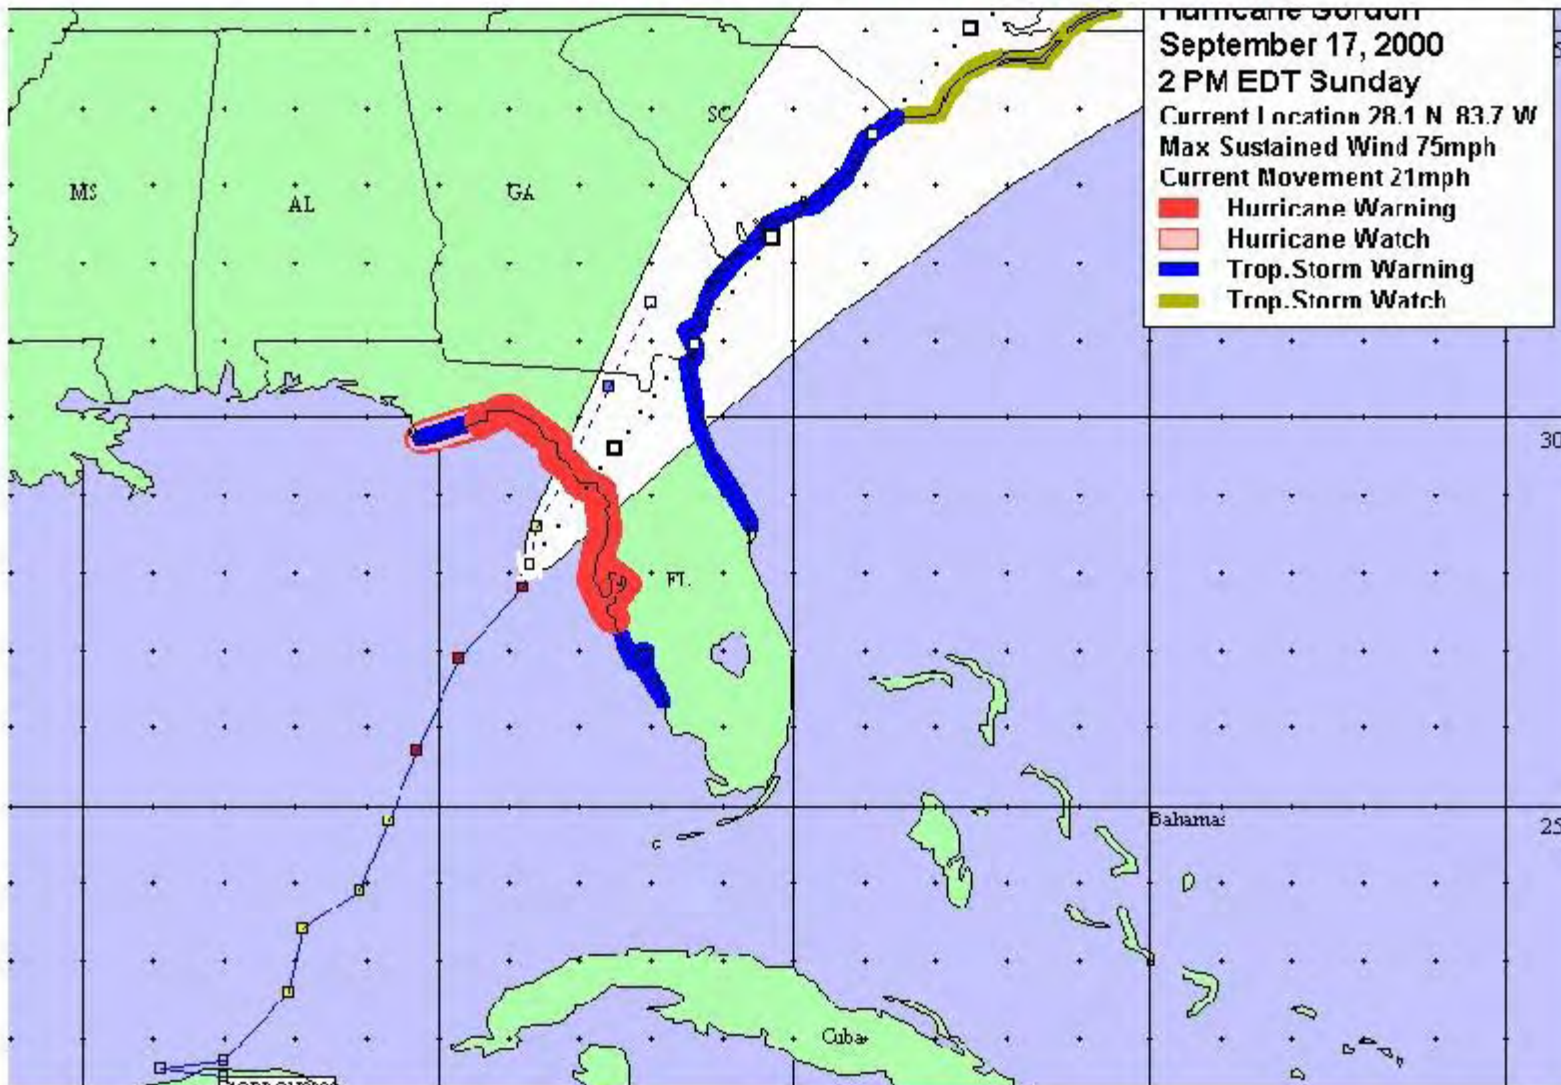 Hurricane Gordon
September 17, 2000
2 PM EDT Sunday
Current Location 28.1 N 83.7 W
Max Sustained Wind 75mph
Current Movement 21mph
Hurricane Warning
Hurricane Watch
Trop.Storm Warning
Trop.Storm Watch
SC
MS
AL
GA
30
FL
25
Bahamas
Cuba